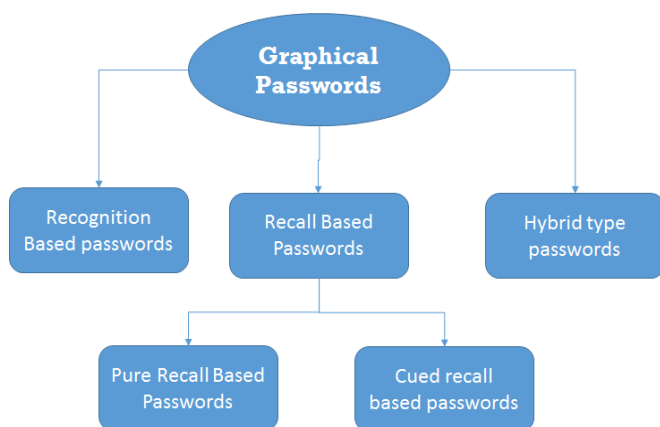 Graphical
Passwords
Recognition
Based passwords
Recall Based
Passwords
Hybrid type
passwords
Pure Recall Based
Passwords
Cued recall
based passwords